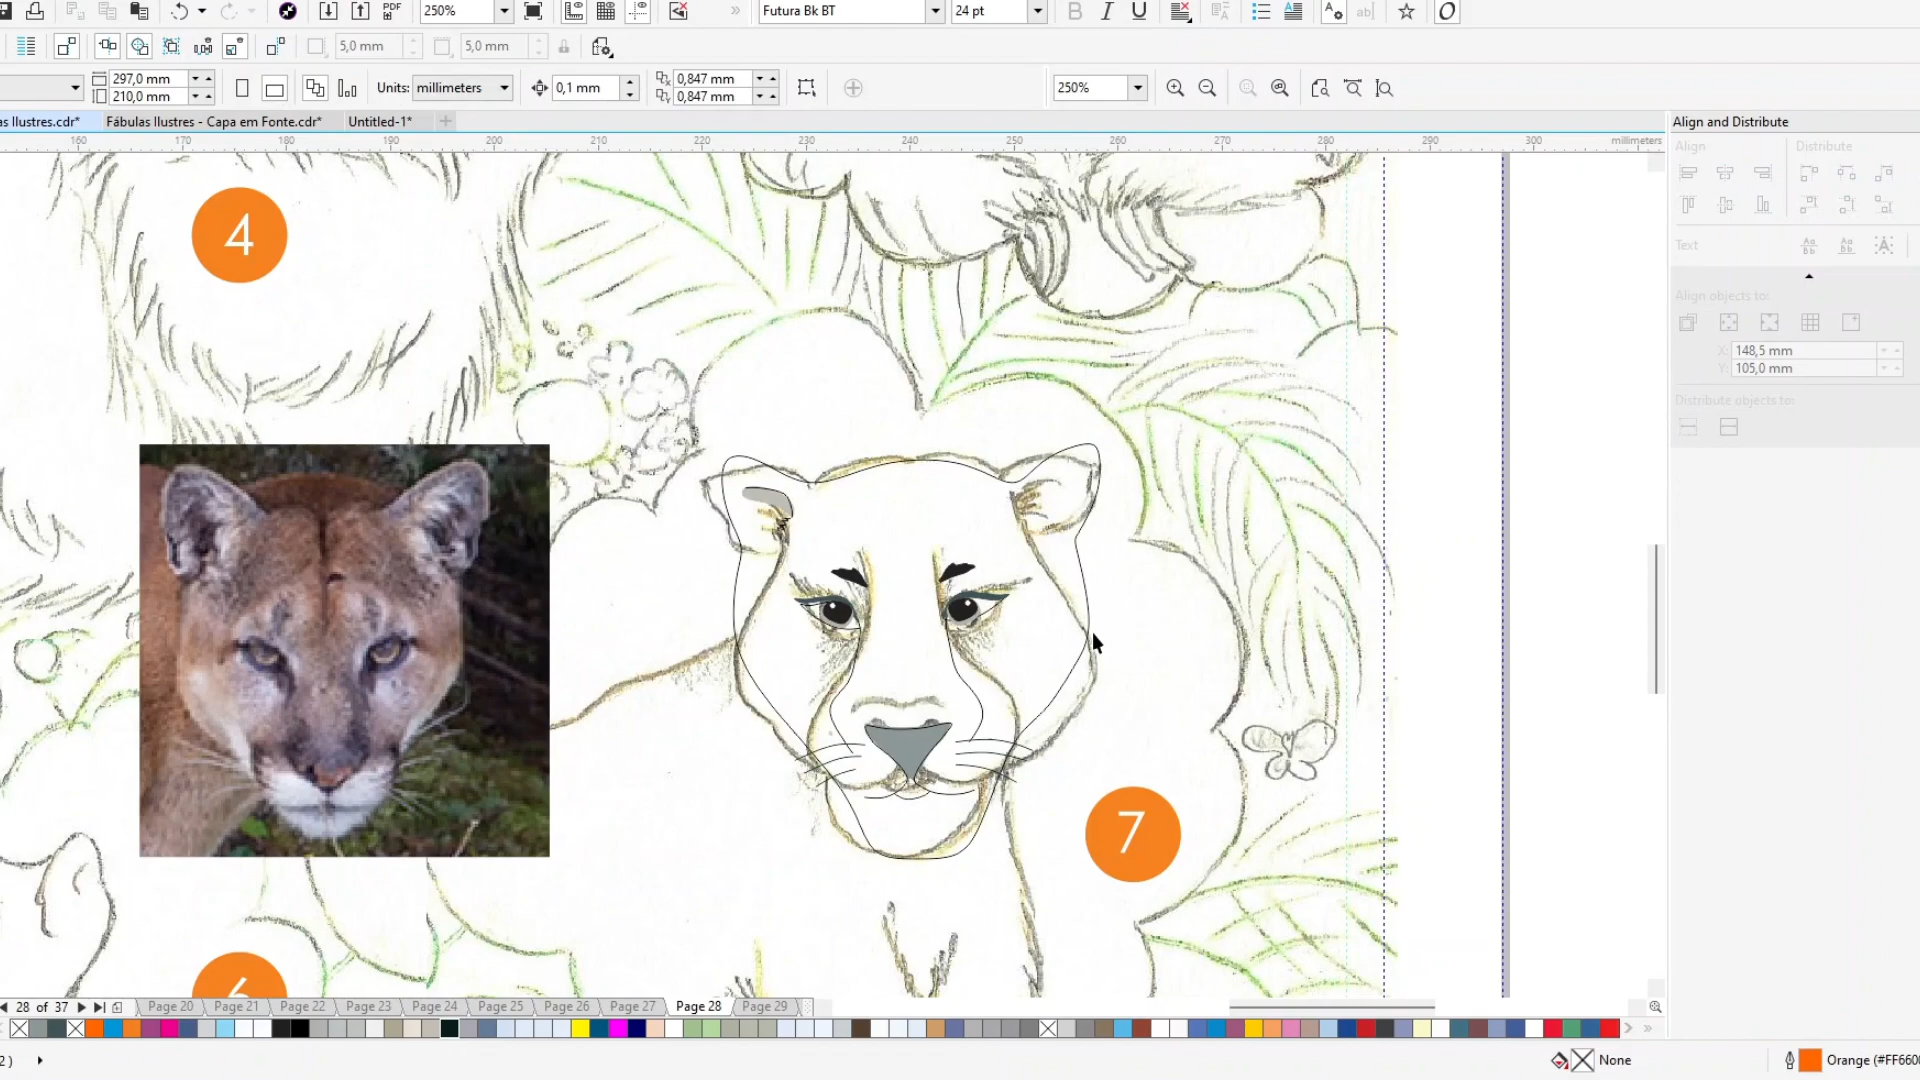 PDF
250%
Futura Bk BT
24 pt
B I U
O
5,0 mm
5,0 mm
297,0 mm
210,0 mm
Units: millimeters
0,1 mm
0,847 mm
0,847 mm
250%
as Ilustres.cdr*
Fábulas Ilustres - Capa em Fonte.cdr*
Untitled-1*
Align and Distribute
160 170 180 190 200 210 220 230 240 250 260 270 280 290 300 millimeters
Align
Distribute
Text
Align objects to:
X: 148,5 mm
Y: 105,0 mm
Distribute objects to:
4
7
6
28 of 37
Page 20
Page 21
Page 22
Page 23
Page 24
Page 25
Page 26
Page 27
Page 28
Page 29
2 )
None
Orange (#FF6600